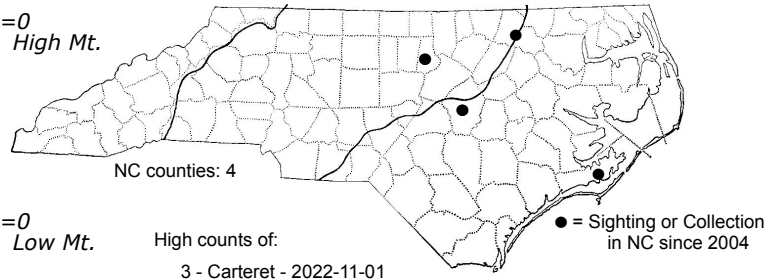 =0
High Mt.
NC counties: 4
=0
Low Mt.
High counts of:
3 - Carteret - 2022-11-01
● = Sighting or Collection
in NC since 2004